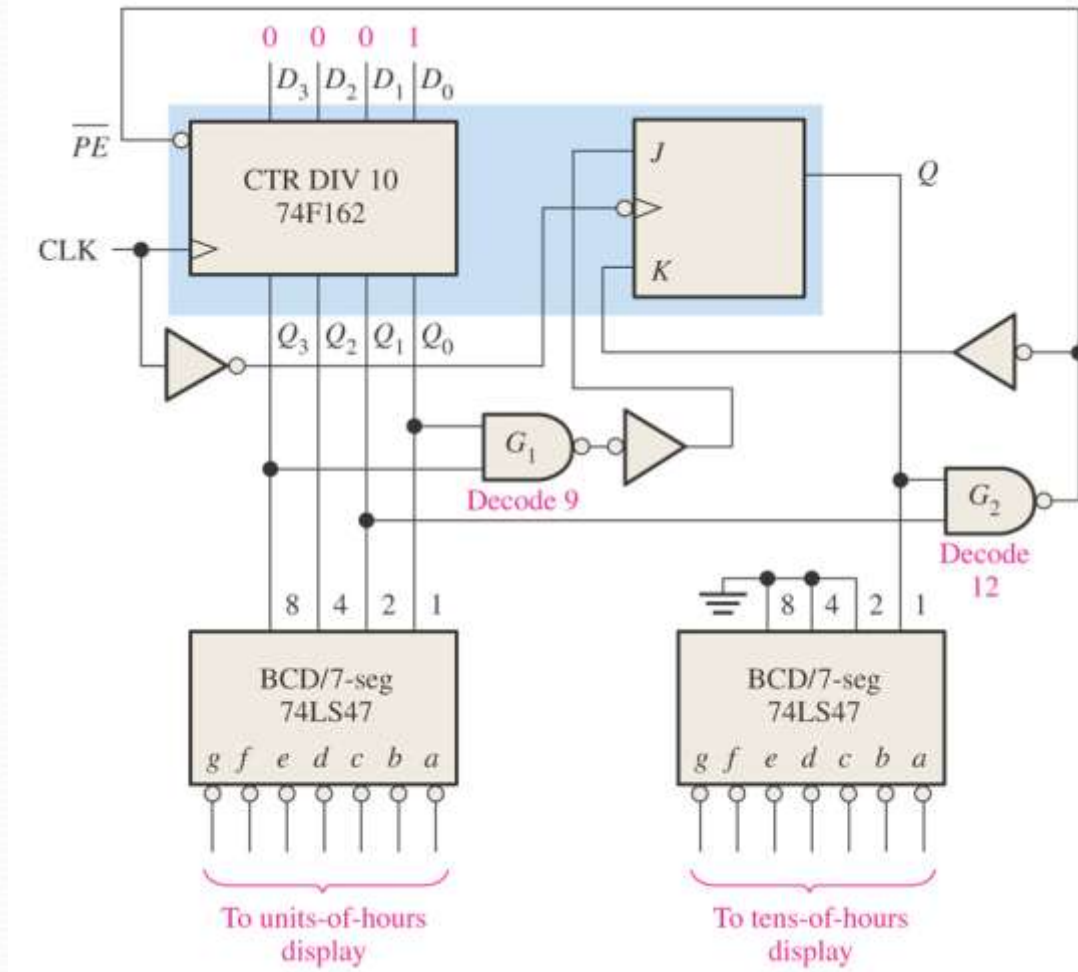 0 0 0 1
D3 D2 D1 D0
PE
CTR DIV 10
74F162
CLK
J
K
Q
Q3 Q2 Q1 Q0
G1
Decode 9
G2
Decode
12
8 4 2 1
8 4 2 1
BCD/7-seg
74LS47
g f e d c b a
BCD/7-seg
74LS47
g f e d c b a
To units-of-hours
display
To tens-of-hours
display